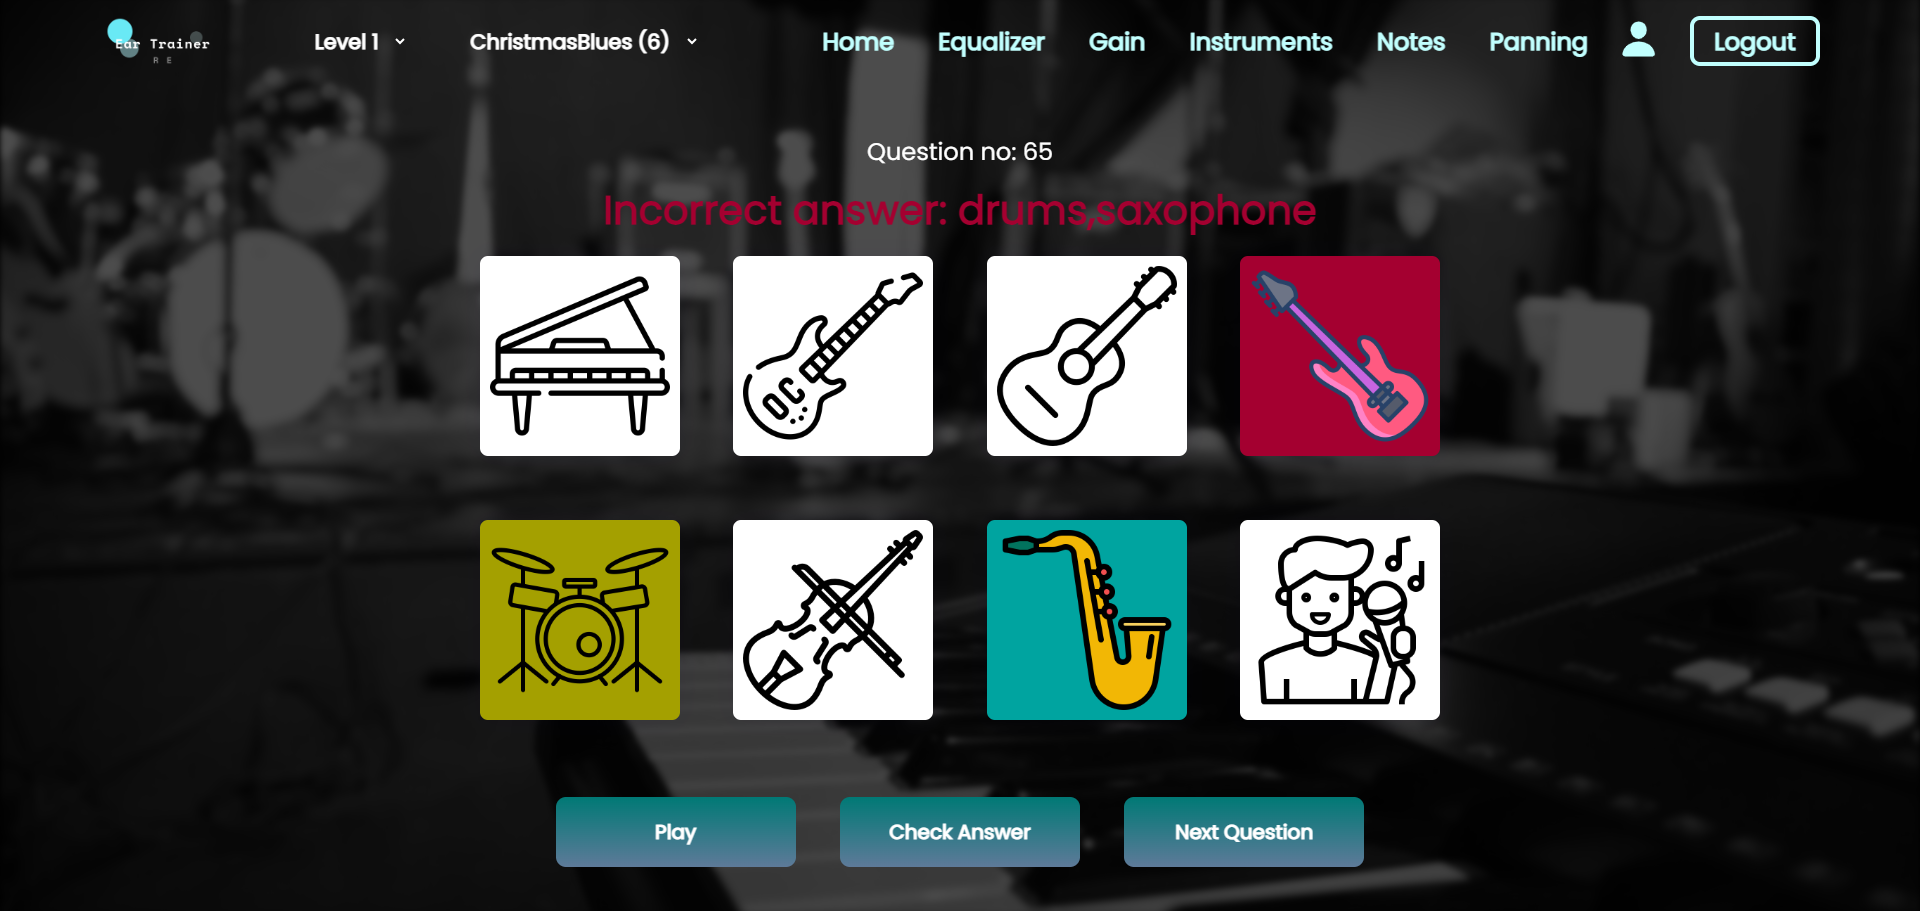 Ear Trainer
R E
Level 1
ChristmasBlues (6)
Home
Equalizer
Gain
Instruments
Notes
Panning
Logout
Question no: 65
Incorrect answer: drums,saxophone
Play
Check Answer
Next Question